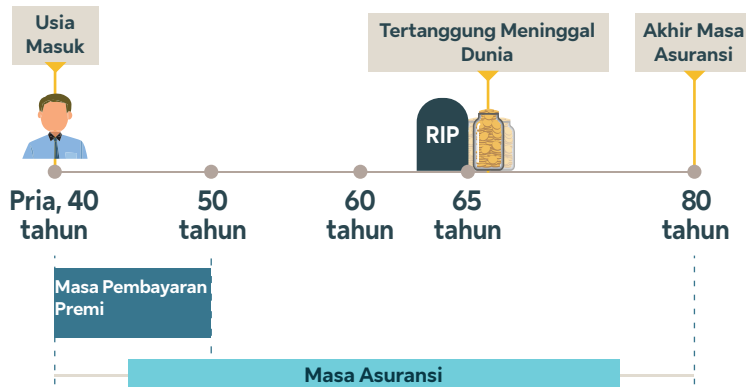 Usia
Masuk
Tertanggung Meninggal
Dunia
Akhir Masa
Asuransi
RIP
Pria, 40
tahun
50
tahun
60
tahun
65
tahun
80
tahun
Masa Pembayaran
Premi
Masa Asuransi